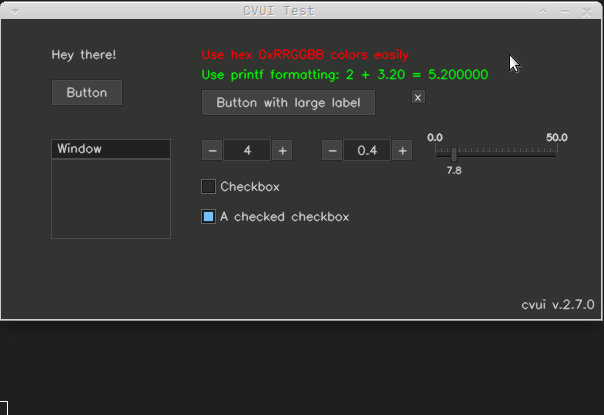 CVUI Test
Hey there!
Use hex 0xRRGGBB colors easily
Use printf formatting: 2 + 3.20 = 5.200000
Button
Button with large label
x
Window
- 4 +
- 0.4 +
0.0 50.0
7.8
Checkbox
A checked checkbox
cvui v.2.7.0